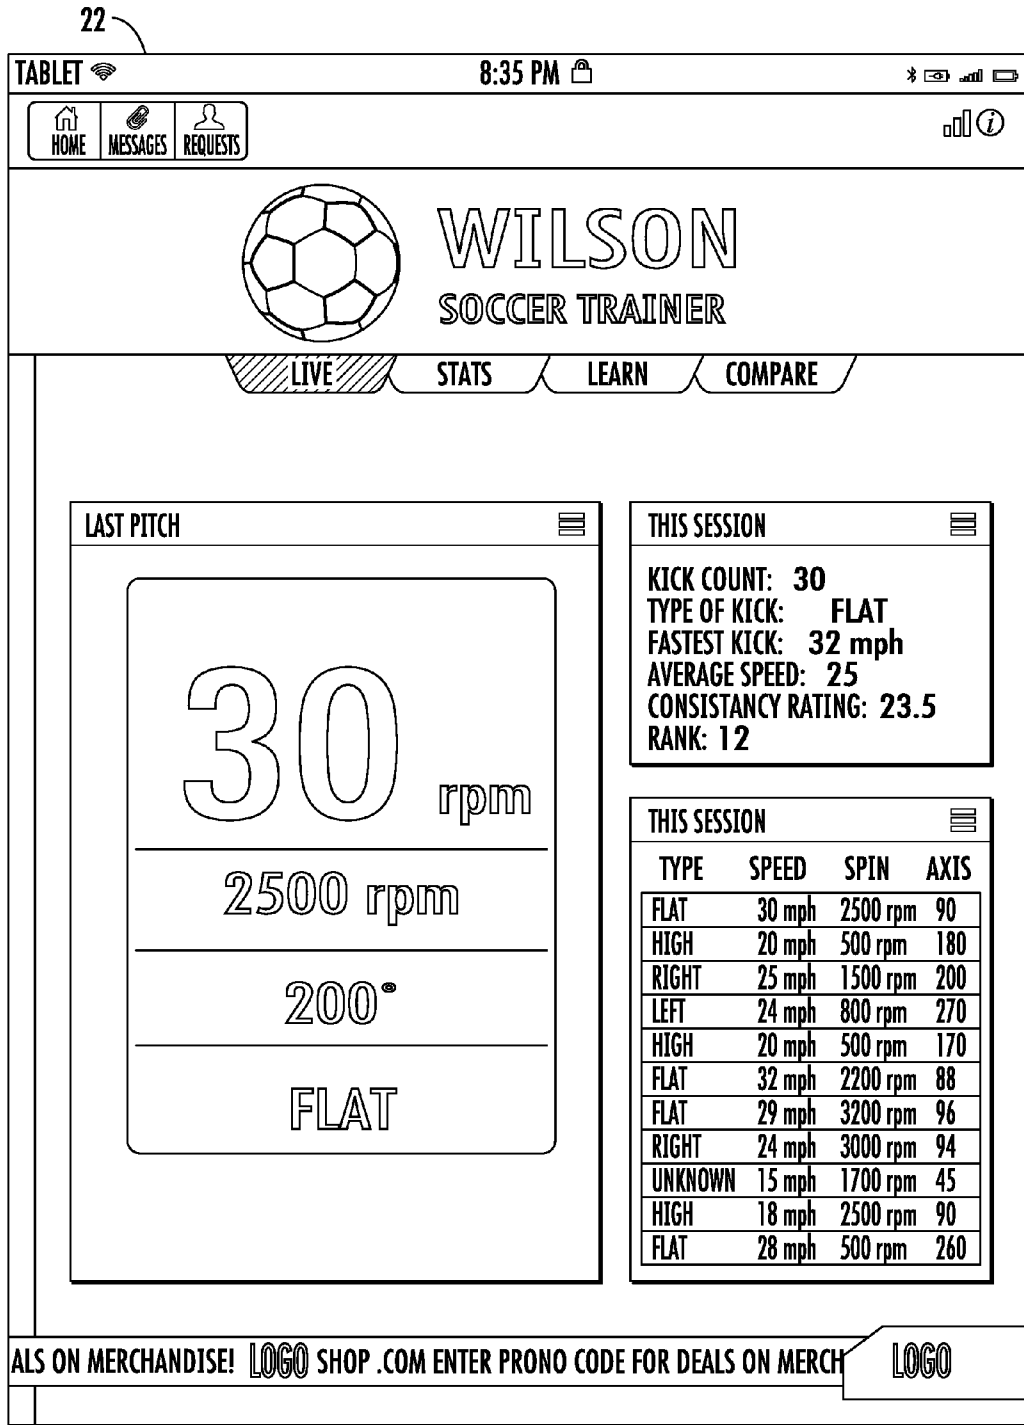 22
TABLET 8:35 PM
HOME MESSAGES REQUESTS
WILSON
SOCCER TRAINER
LIVE STATS LEARN COMPARE
LAST PITCH
30 rpm
2500 rpm
200°
FLAT
THIS SESSION
KICK COUNT: 30
TYPE OF KICK: FLAT
FASTEST KICK: 32 mph
AVERAGE SPEED: 25
CONSISTANCY RATING: 23.5
RANK: 12
THIS SESSION
TYPE SPEED SPIN AXIS
FLAT 30 mph 2500 rpm 90
HIGH 20 mph 500 rpm 180
RIGHT 25 mph 1500 rpm 200
LEFT 24 mph 800 rpm 270
HIGH 20 mph 500 rpm 170
FLAT 32 mph 2200 rpm 88
FLAT 29 mph 3200 rpm 96
RIGHT 24 mph 3000 rpm 94
UNKNOWN 15 mph 1700 rpm 45
HIGH 18 mph 2500 rpm 90
FLAT 28 mph 500 rpm 260
ALS ON MERCHANDISE! LOGO SHOP .COM ENTER PRONO CODE FOR DEALS ON MERCH LOGO